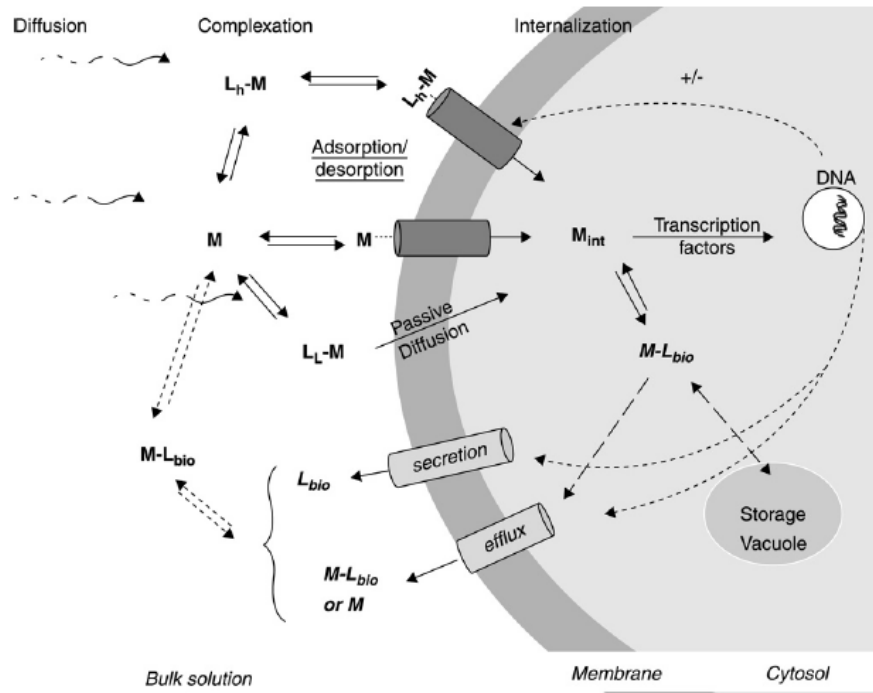 Diffusion
Complexation
Internalization
Lh-M
Lh-M
+/-
Adsorption/
desorption
DNA
M
M
Mint
Transcription
factors
Passive
Diffusion
LL-M
M-Lbio
M-Lbio
secretion
Lbio
efflux
Storage
Vacuole
M-Lbio
or M
Bulk solution
Membrane
Cytosol